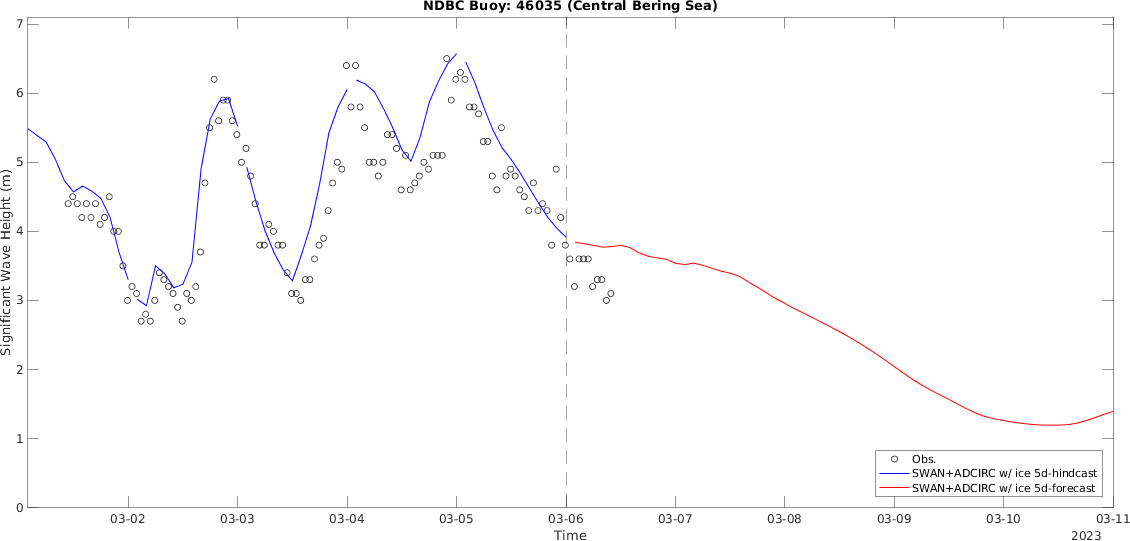 NDBC Buoy: 46035 (Central Bering Sea)
7
6
5
4
3
2
1
0
Significant Wave Height (m)
Obs.
SWAN+ADCIRC w/ ice 5d-hindcast
SWAN+ADCIRC w/ ice 5d-forecast
03-02 03-03 03-04 03-05 03-06 03-07 03-08 03-09 03-10 03-11
Time
2023